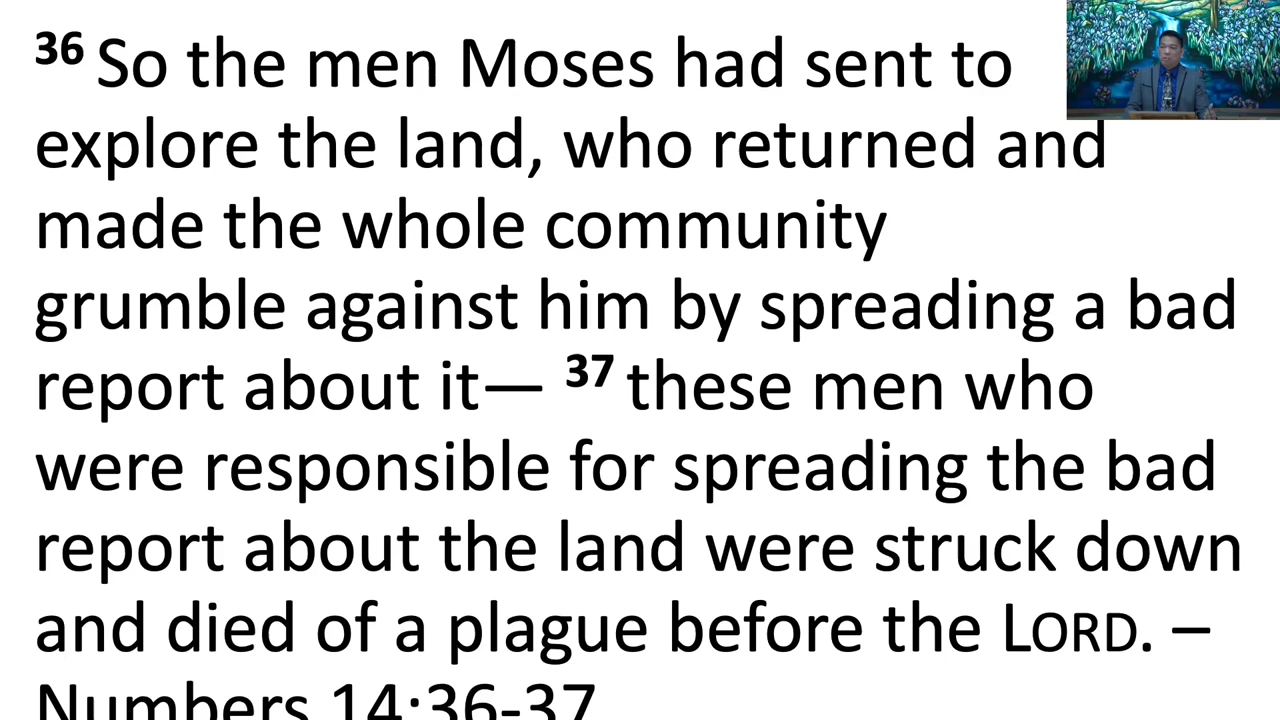 36 So the men Moses had sent to
explore the land, who returned and
made the whole community
grumble against him by spreading a bad
report about it— 37 these men who
were responsible for spreading the bad
report about the land were struck down
and died of a plague before the LORD. –
Numbers 14:36-37